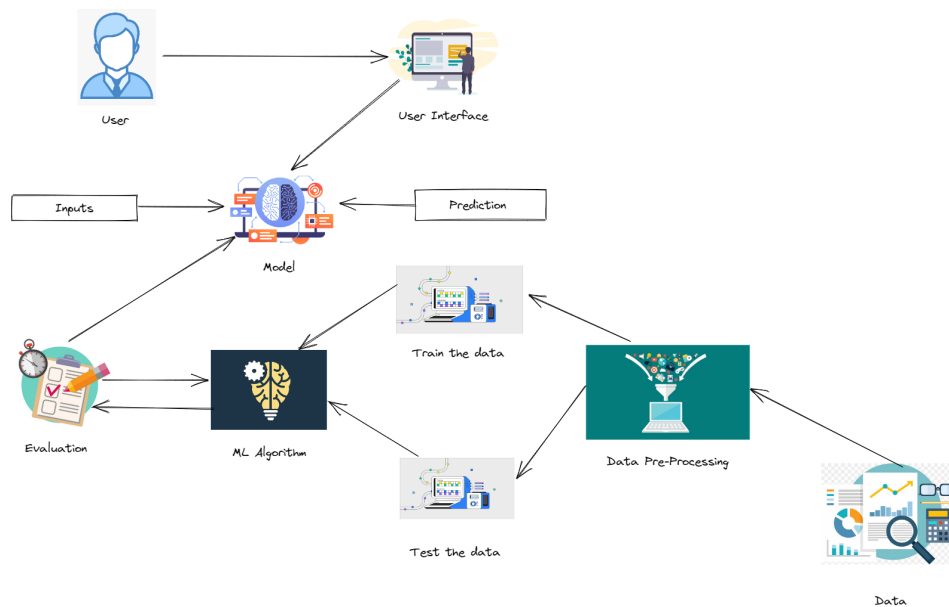 User
User Interface
Inputs
Prediction
Model
Train the data
Evaluation
ML Algorithm
Data Pre-Processing
Test the data
Data